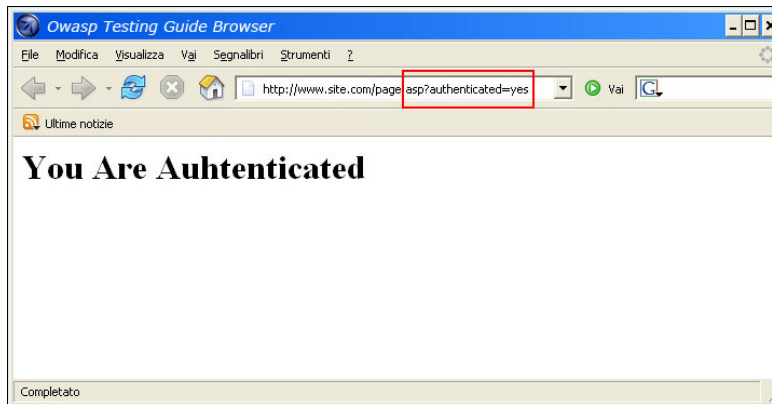 Owasp Testing Guide Browser
File Modifica Visualizza Vai Segnalibri Strumenti ?
http://www.site.com/page.asp?authenticated=yes Vai G
Ultime notizie
You Are Auhtenticated
Completato